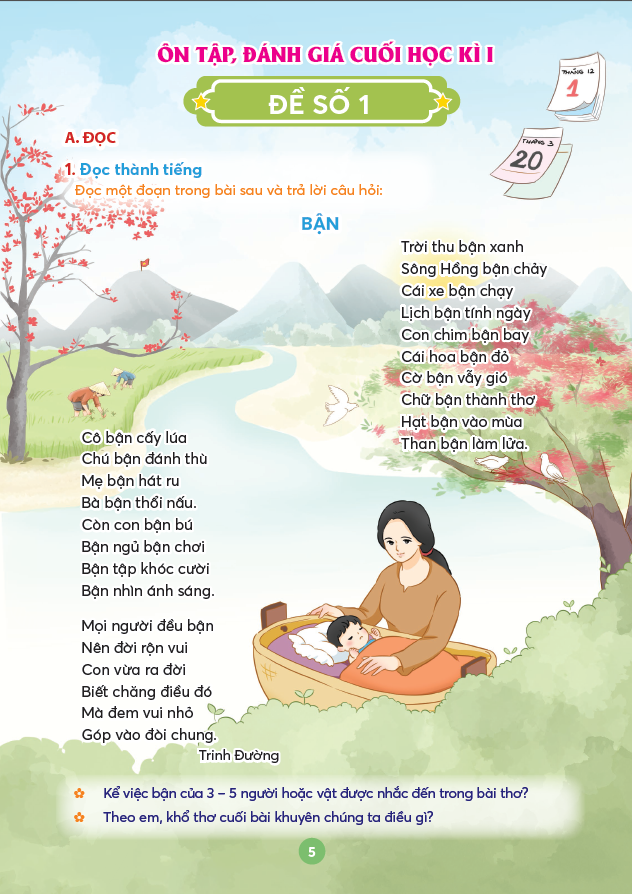 ÔN TẬP, ĐÁNH GIÁ CUỐI HỌC KÌ I
ĐỀ SỐ 1
THÁNG 12
1
THÁNG 3
20
A. ĐỌC
1. Đọc thành tiếng
Đọc một đoạn trong bài sau và trả lời câu hỏi:
BẬN
Trời thu bận xanh
Sông Hồng bận chảy
Cái xe bận chạy
Lịch bận tính ngày
Con chim bận bay
Cái hoa bận đỏ
Cờ bận vẫy gió
Chữ bận thành thơ
Hạt bận vào mùa
Than bận làm lửa.
Cô bận cấy lúa
Chú bận đánh thù
Mẹ bận hát ru
Bà bận thổi nấu.
Còn con bận bú
Bận ngủ bận chơi
Bận tập khóc cười
Bận nhìn ánh sáng.
Mọi người đều bận
Nên đời rộn vui
Con vừa ra đời
Biết chăng điều đó
Mà đem vui nhỏ
Góp vào đòi chung.
Trinh Đường
Kể việc bận của 3 – 5 người hoặc vật được nhắc đến trong bài thơ?
Theo em, khổ thơ cuối bài khuyên chúng ta điều gì?
5